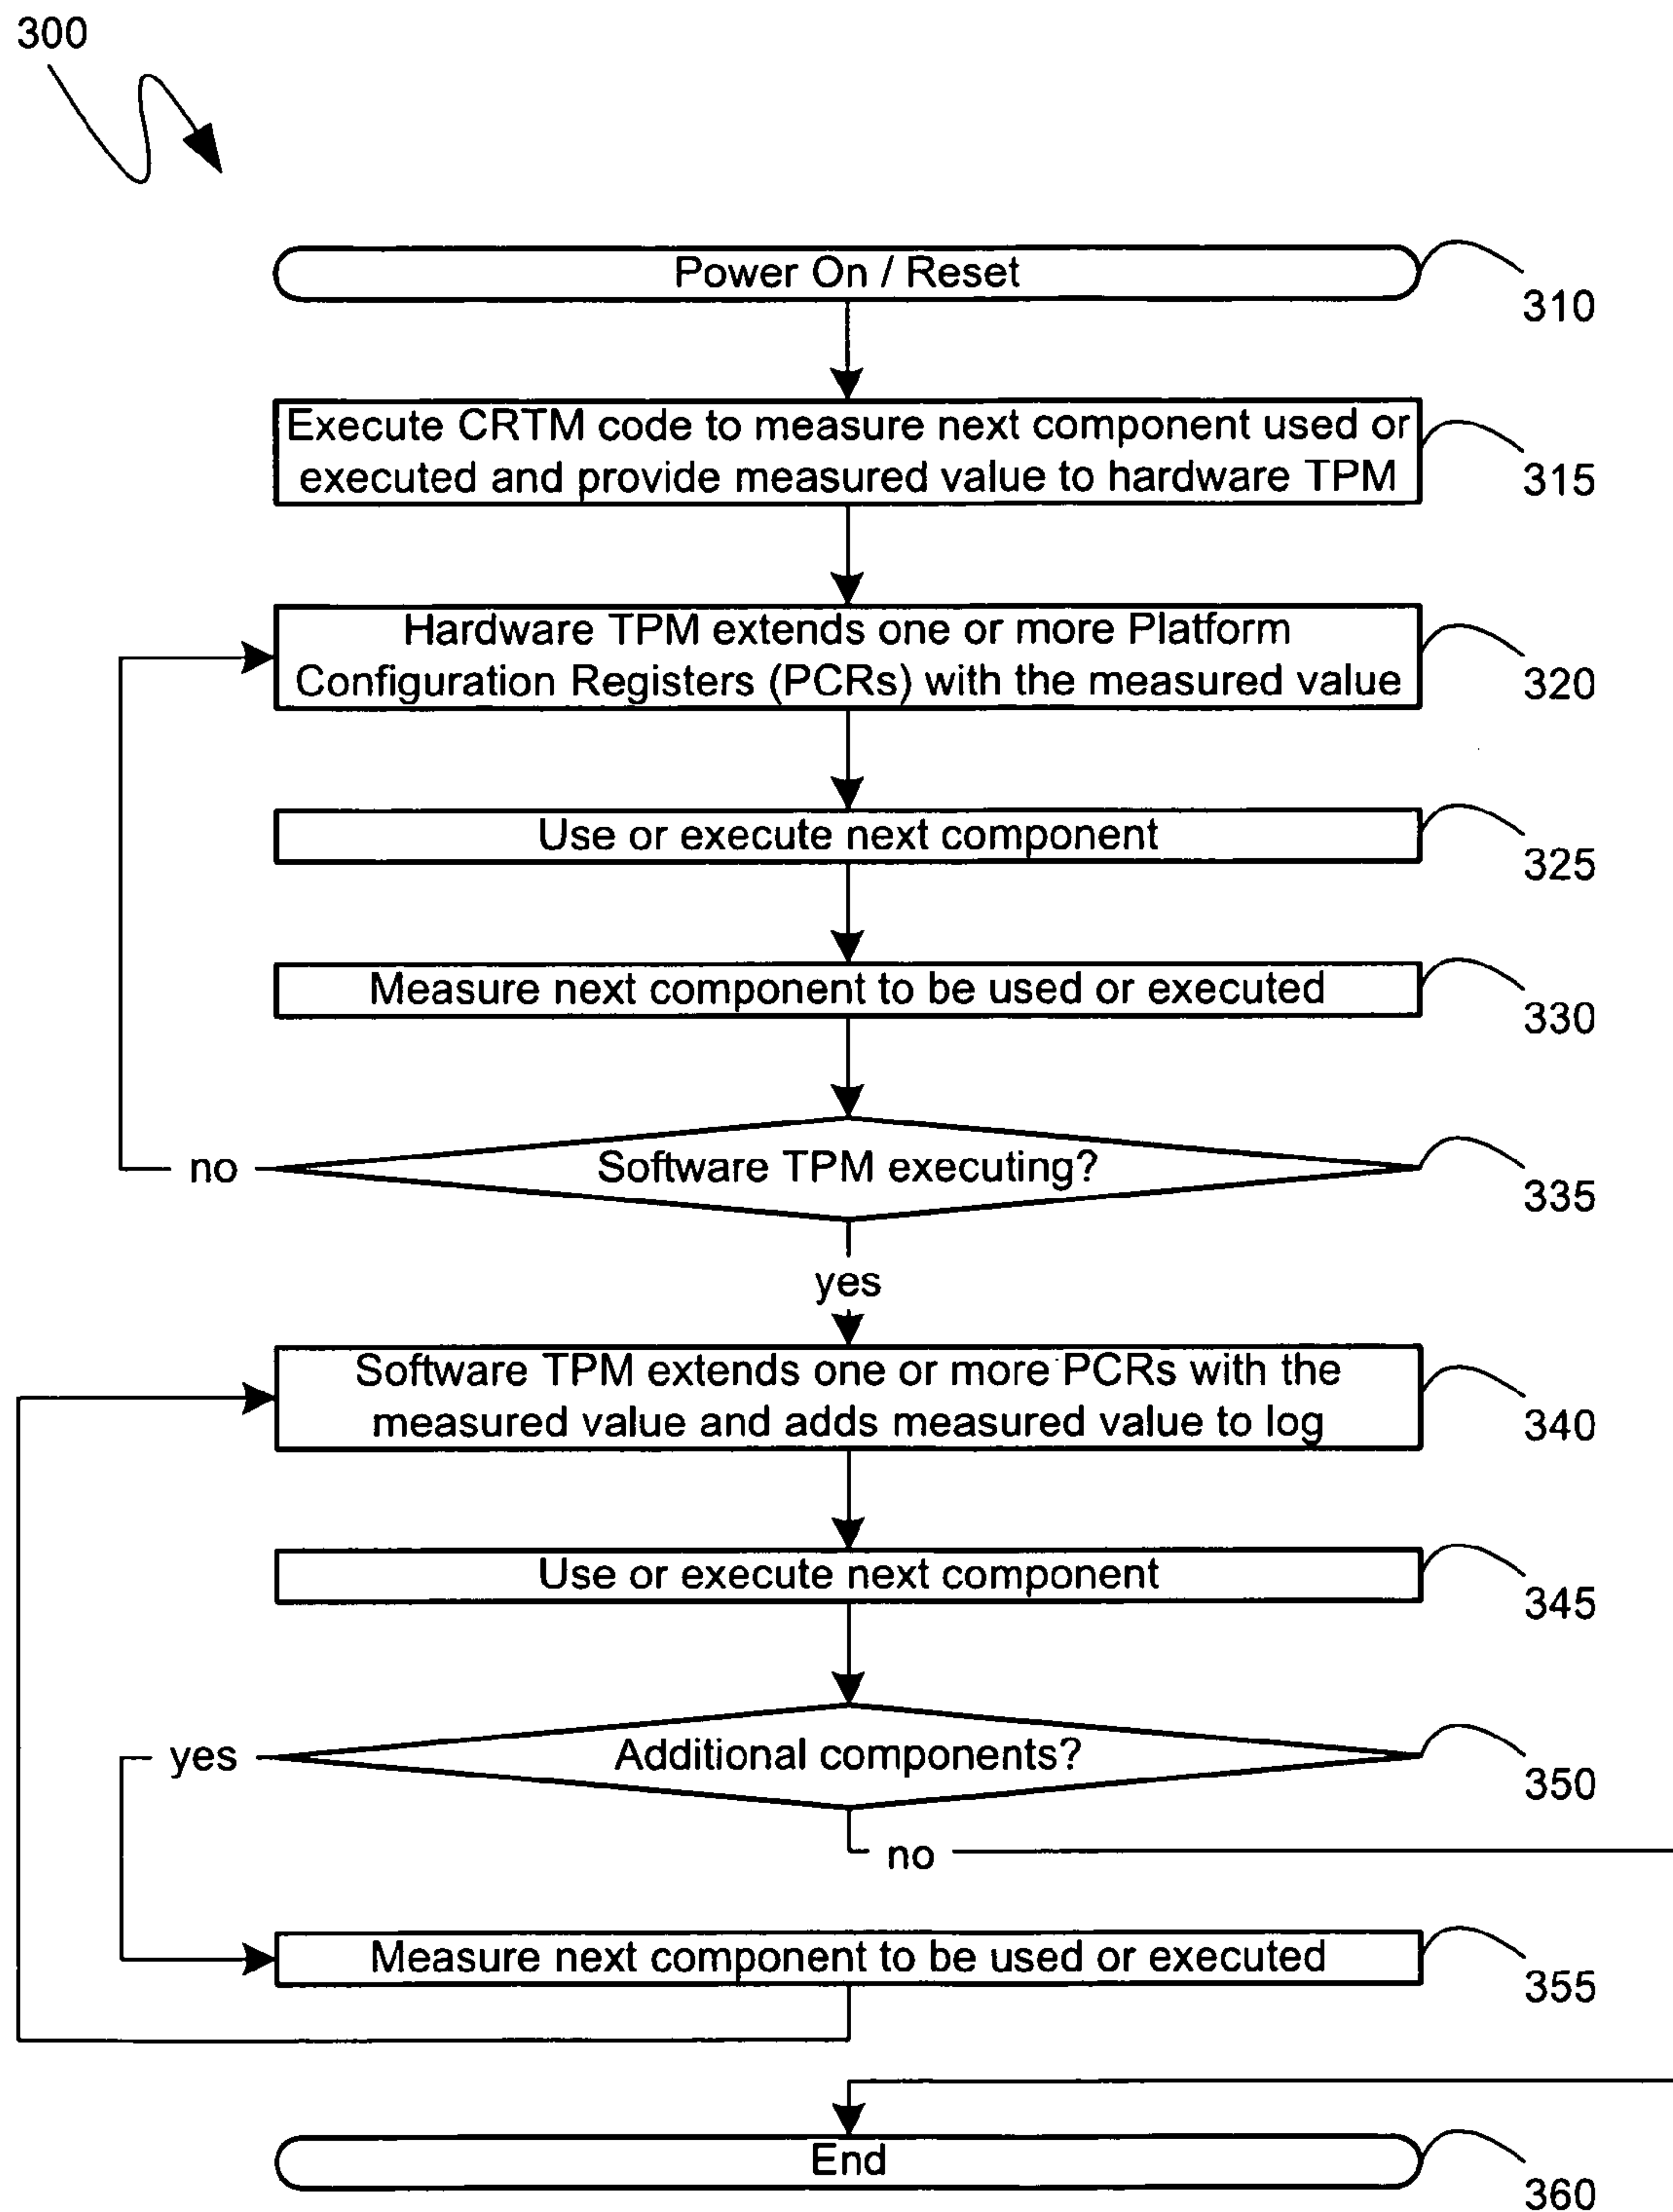 300
Power On / Reset
310
Execute CRTM code to measure next component used or
executed and provide measured value to hardware TPM
315
Hardware TPM extends one or more Platform
Configuration Registers (PCRs) with the measured value
320
Use or execute next component
325
Measure next component to be used or executed
330
no
Software TPM executing?
335
yes
Software TPM extends one or more PCRs with the
measured value and adds measured value to log
340
Use or execute next component
345
yes
Additional components?
350
no
Measure next component to be used or executed
355
End
360